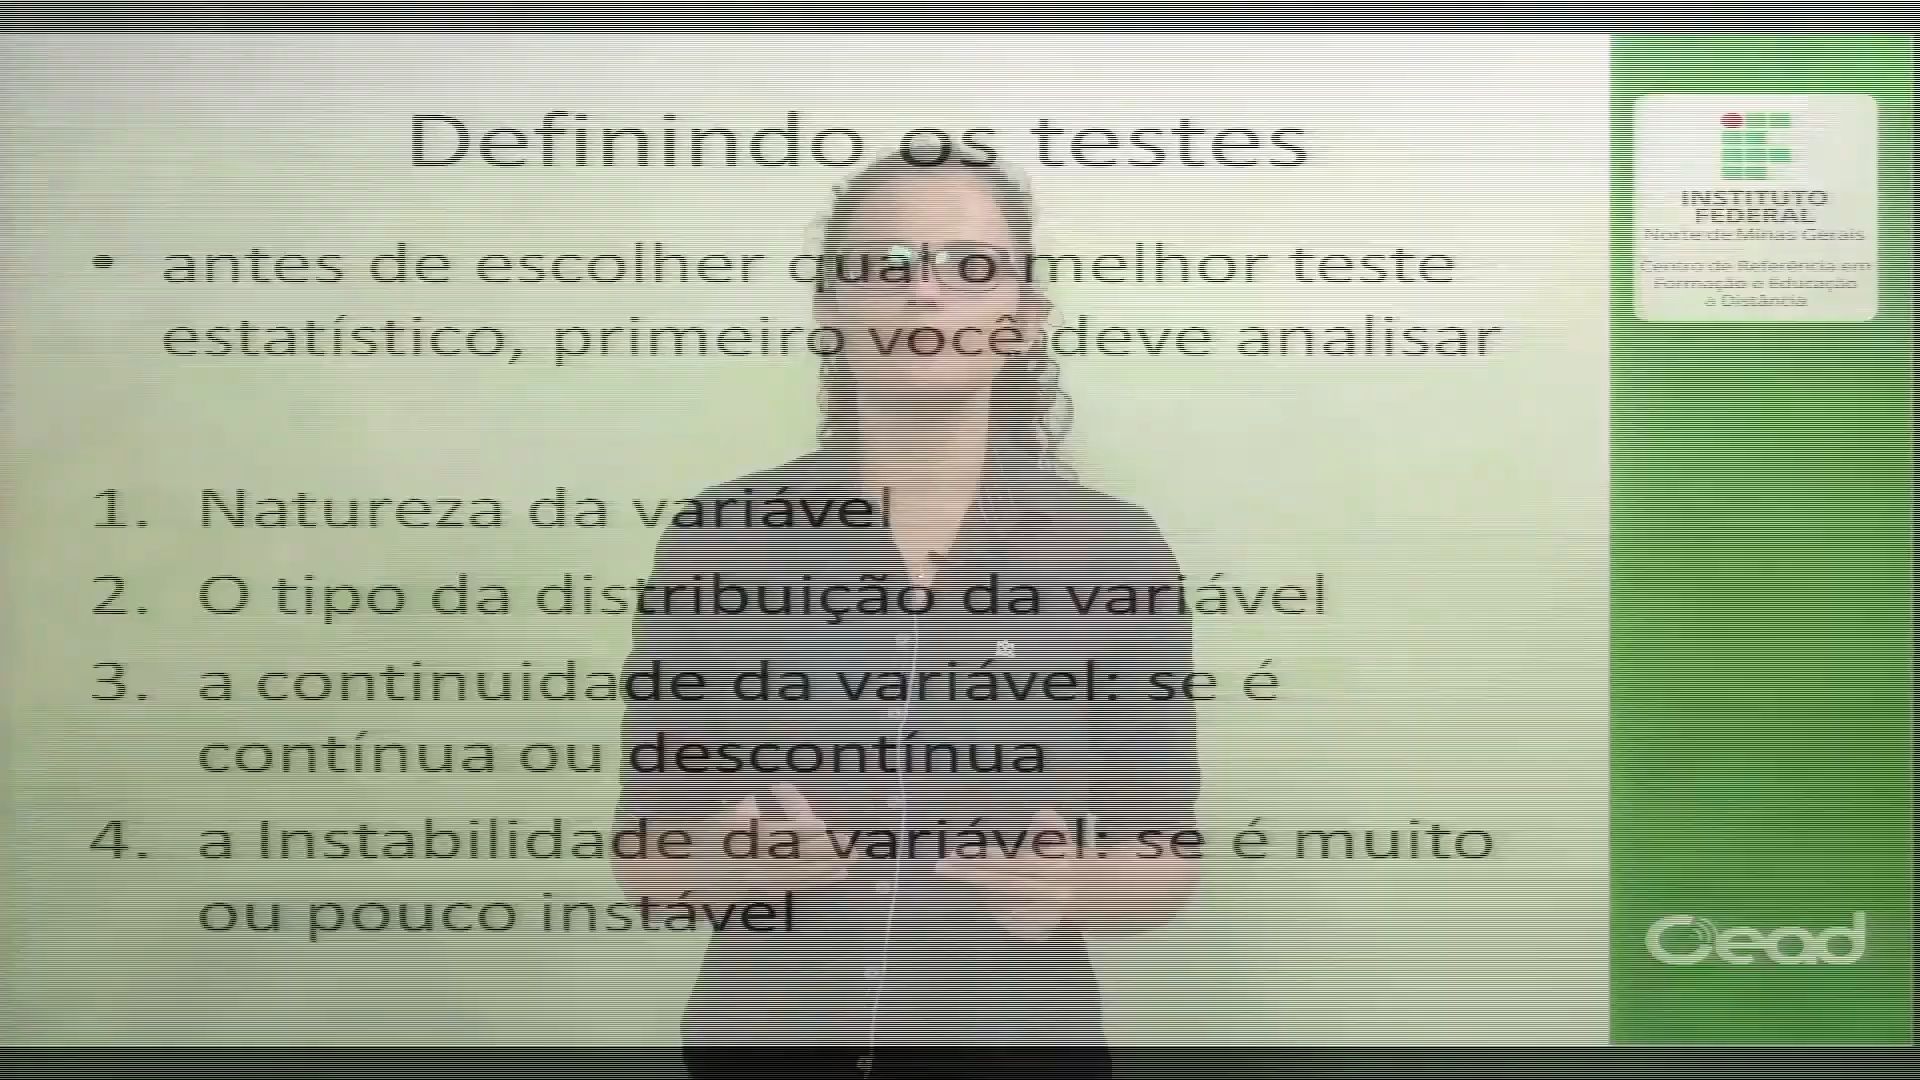 Definindo os testes
• antes de escolher qual o melhor teste
estatístico, primeiro você deve analisar
1. Natureza da variável
2. O tipo da distribuição da variável
3. a continuidade da variável: se é
contínua ou descontínua
4. a Instabilidade da variável: se é muito
ou pouco instável
INSTITUTO
FEDERAL
Norte de Minas Gerais
Centro de Referência em
Formação e Educação
a Distância
Cead